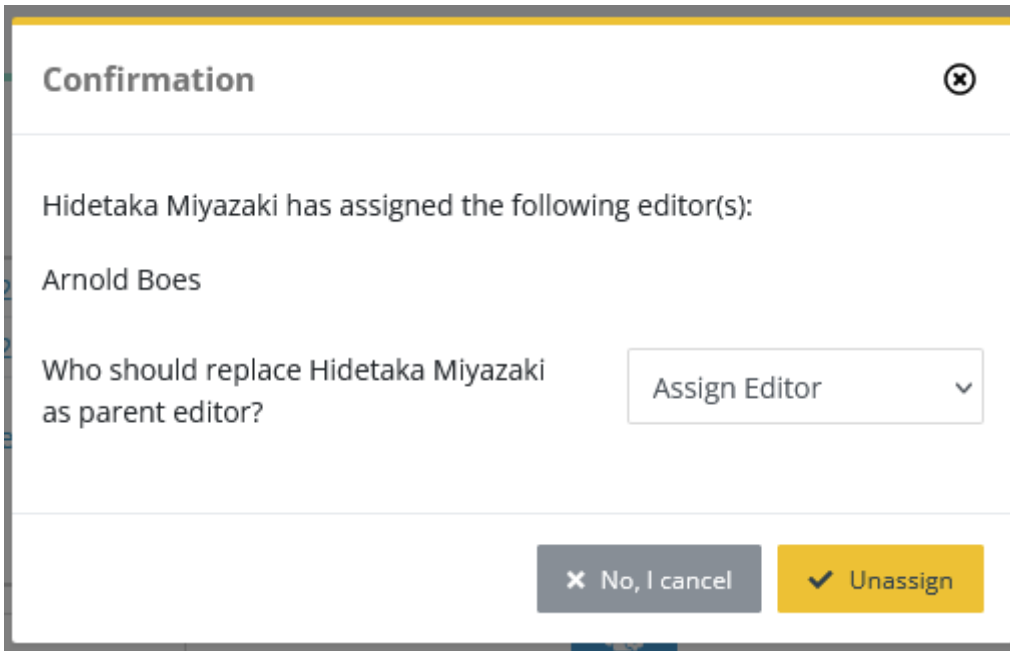 Confirmation
Hidetaka Miyazaki has assigned the following editor(s):
Arnold Boes
Who should replace Hidetaka Miyazaki
as parent editor?
Assign Editor
No, I cancel
Unassign